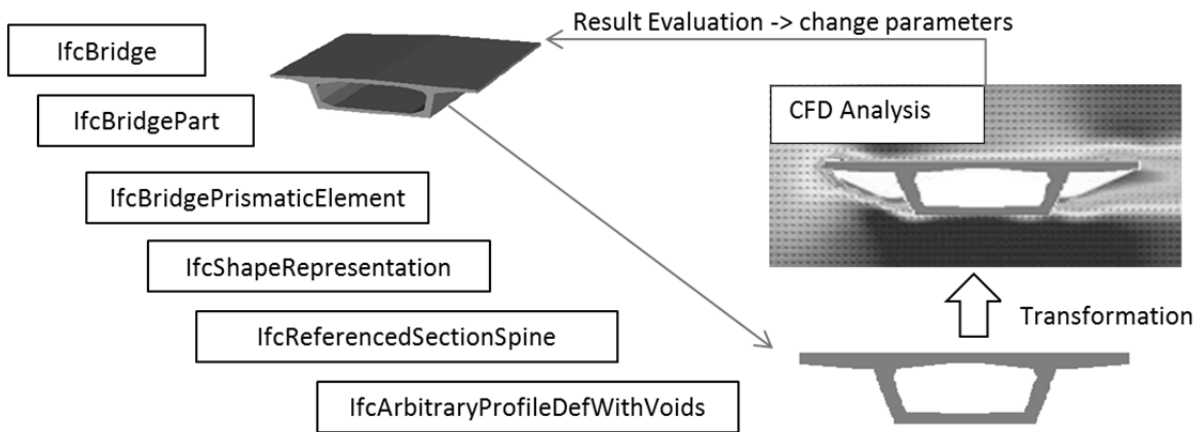 Result Evaluation -> change parameters
IfcBridge
IfcBridgePart
CFD Analysis
IfcBridgePrismaticElement
IfcShapeRepresentation
IfcReferencedSectionSpine
Transformation
IfcArbitraryProfileDefWithVoids